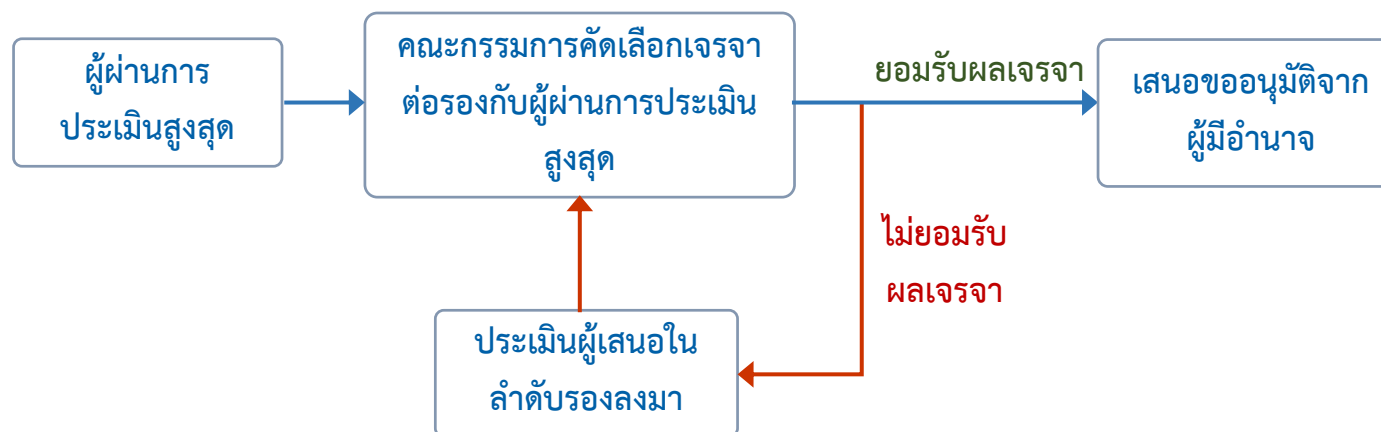 ผู้ผ่านการ
ประเมินสูงสุด
คณะกรรมการคัดเลือกเจรจา
ต่อรองกับผู้ผ่านการประเมิน
สูงสุด
ยอมรับผลเจรจา
เสนอขออนุมัติจาก
ผู้มีอำนาจ
ไม่ยอมรับ
ผลเจรจา
ประเมินผู้เสนอใน
ลำดับรองลงมา